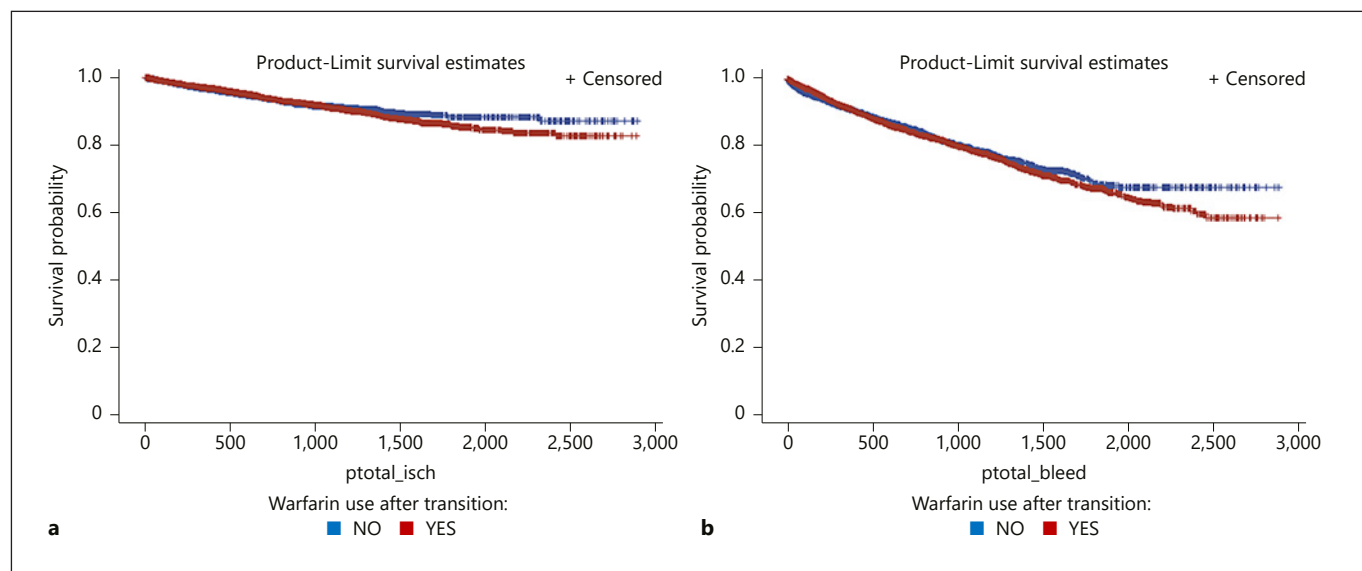 Product-Limit survival estimates
+ Censored
1.0
0.8
0.6
0.4
0.2
0
Survival probability
0 500 1,000 1,500 2,000 2,500 3,000
ptotal_isch
Warfarin use after transition:
NO YES
a
Product-Limit survival estimates
+ Censored
1.0
0.8
0.6
0.4
0.2
0
Survival probability
0 500 1,000 1,500 2,000 2,500 3,000
ptotal_bleed
Warfarin use after transition:
NO YES
b